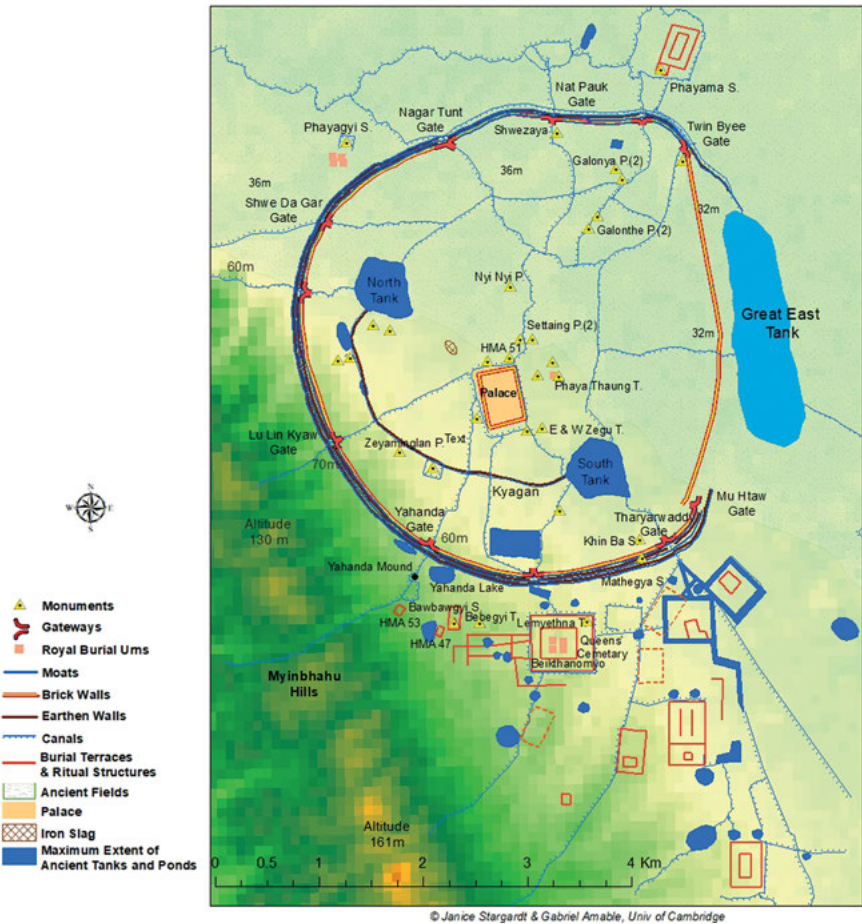 Nat Pauk
Gate
Phayama S.
Nagar Tunt
Gate
Twin Byee
Gate
Phayagyi S.
Shwezaya
36m
36m
Galonya P.(2)
Shwe Da Gar
Gate
32m
Galonthe P.(2)
60m
North
Tank
Nyi Nyi P.
Great East
Tank
Settaing P.(2)
32m
HMA 51
Palace
Phaya Thaung T.
Lu Lin Kyaw
Gate
Zeyaminglan P.
Text
E & W Zegu T.
70m
South
Tank
Kyagan
Mu Htaw
Gate
Yahanda
Gate
60m
Tharyarwaddy
Gate
Khin Ba S.
Altitude
130 m
Yahanda Mound
Yahanda Lake
Mathegya S.
Bawbawgyi S.
HMA 53
Bebegyi T.
Lemyethna T.
HMA 47
Queens'
Cemetary
Beikthanomyo
Myinbhahu
Hills
Altitude
161m
0 0.5 1 2 3 4 Km
N
W E
S
Monuments
Gateways
Royal Burial Urns
Moats
Brick Walls
Earthen Walls
Canals
Burial Terraces
& Ritual Structures
Ancient Fields
Palace
Iron Slag
Maximum Extent of
Ancient Tanks and Ponds
© Janice Stargardt & Gabriel Amable, Univ of Cambridge